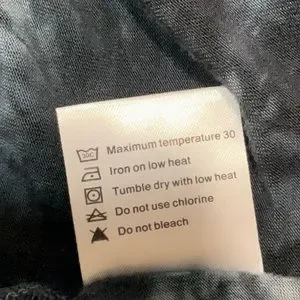 30C Maximum temperature 30
Iron on low heat
Tumble dry with low heat
Do not use chlorine
Do not bleach